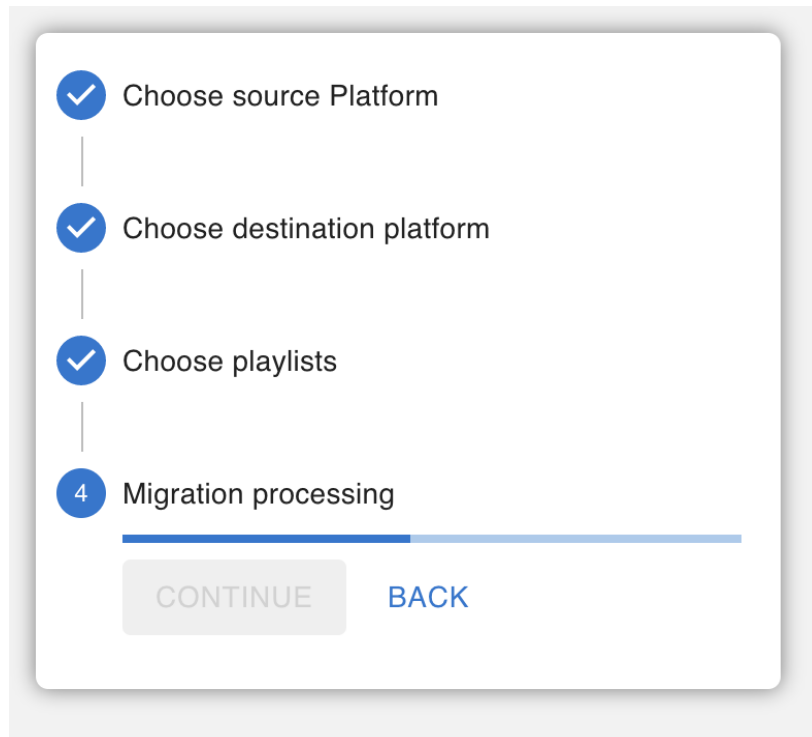 Choose source Platform
Choose destination platform
Choose playlists
4 Migration processing
CONTINUE BACK